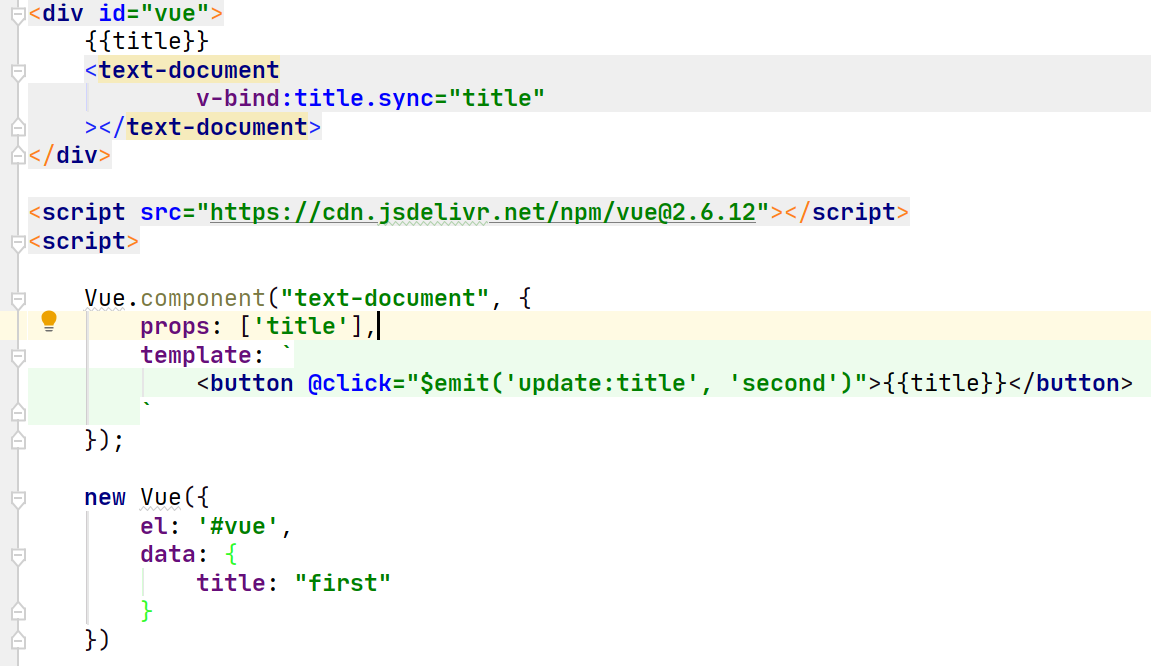 <div id="vue">
    {{title}}
    <text-document
            v-bind:title.sync="title"
    ></text-document>
</div>

<script src="https://cdn.jsdelivr.net/npm/vue@2.6.12"></script>
<script>

    Vue.component("text-document", {
        props: ['title'],
        template: `
            <button @click="$emit('update:title', 'second')">{{title}}</button>
        `
    });

    new Vue({
        el: '#vue',
        data: {
            title: "first"
        }
    })